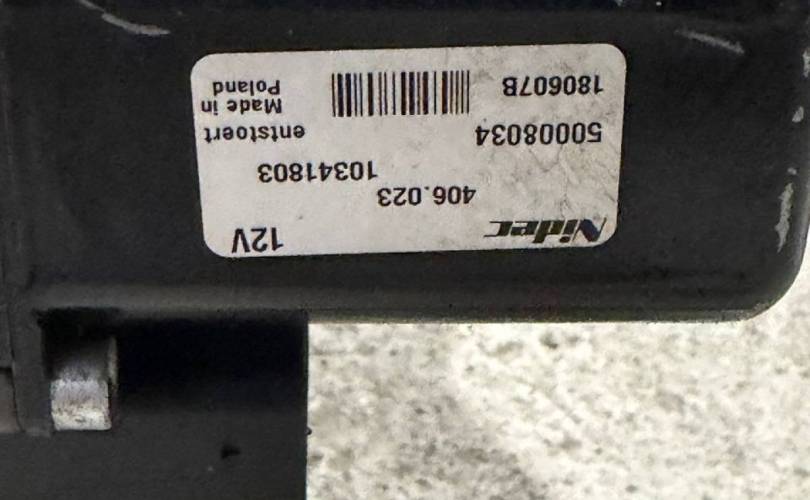 Nidec 12V
406.023
10341803
50008034 entstoert
180607B Made in
Poland